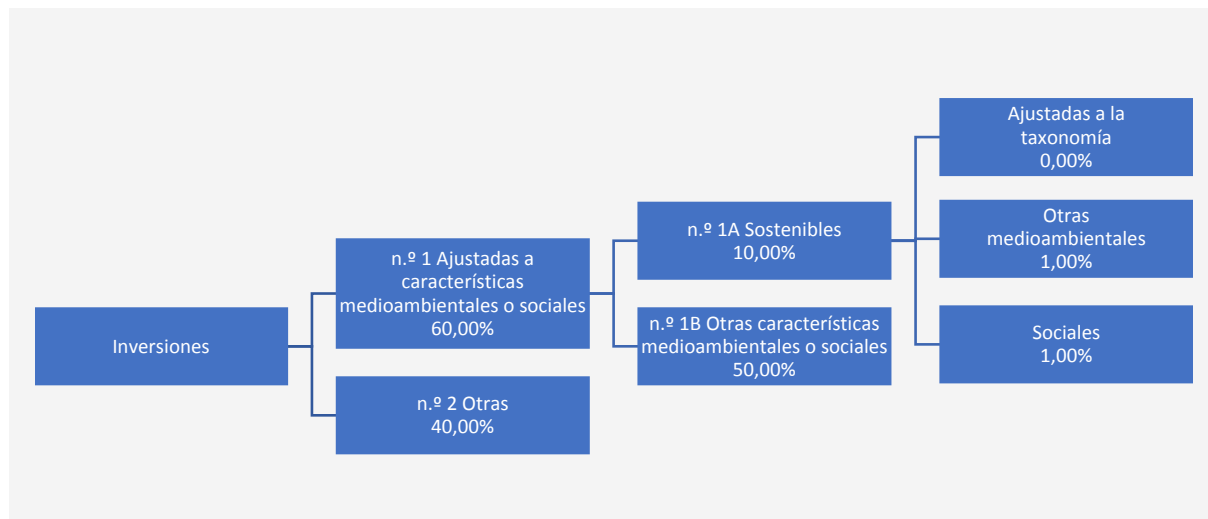 Inversiones
n.º 1 Ajustadas a
características
medioambientales o sociales
60,00%
n.º 2 Otras
40,00%
n.º 1A Sostenibles
10,00%
n.º 1B Otras características
medioambientales o sociales
50,00%
Ajustadas a la
taxonomía
0,00%
Otras
medioambientales
1,00%
Sociales
1,00%